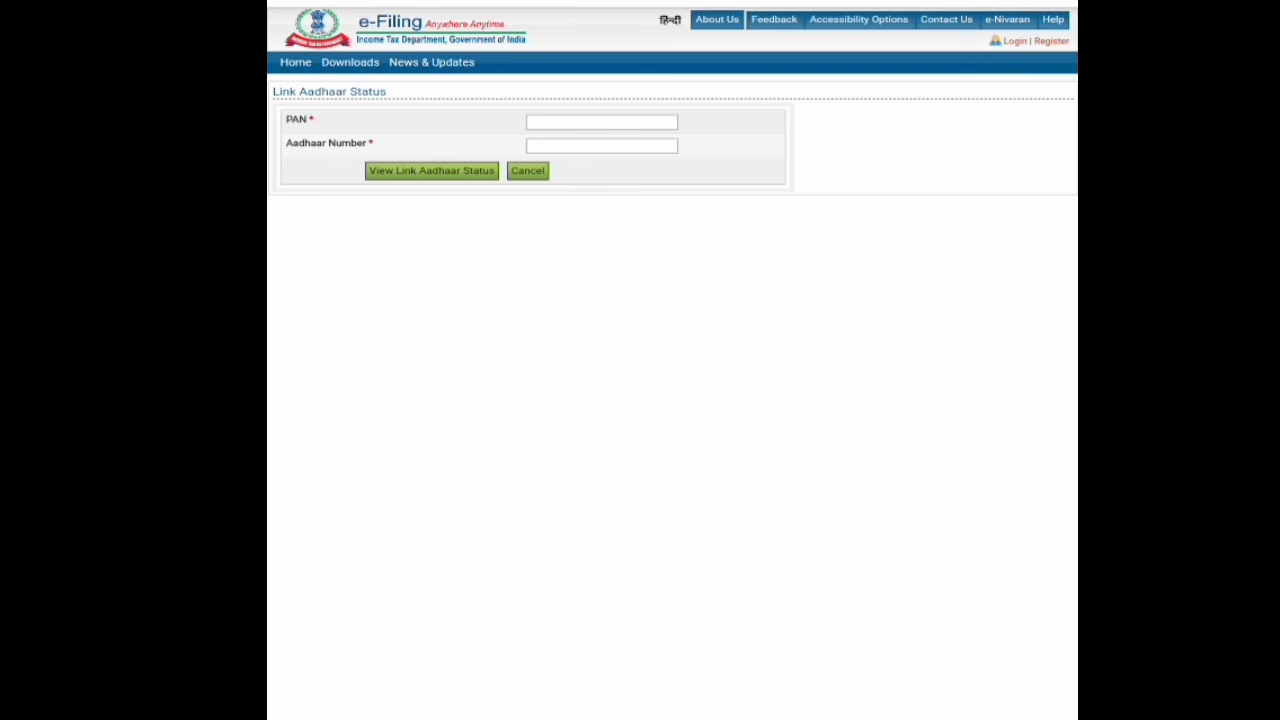 e-Filing Anywhere Anytime
Income Tax Department, Government of India
हिन्दी About Us Feedback Accessibility Options Contact Us e-Nivaran Help
Login | Register
Home Downloads News & Updates
Link Aadhaar Status
PAN *
Aadhaar Number *
View Link Aadhaar Status Cancel